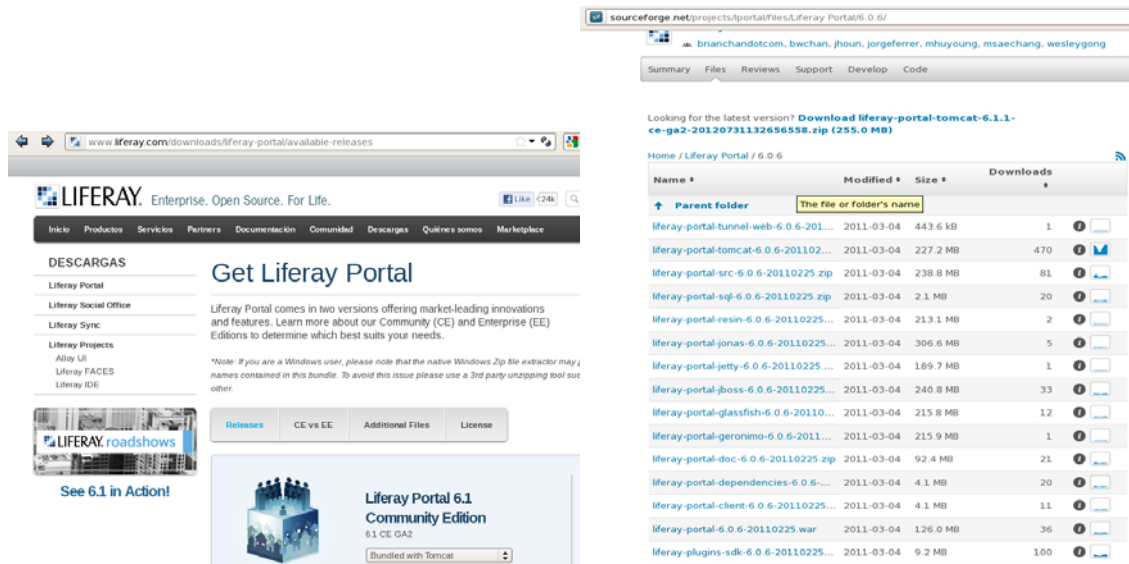 www.liferay.com/downloads/liferay-portal/available-releases
LIFERAY. Enterprise. Open Source. For Life.
Like 24k
Inicio Productos Servicios Partners Documentación Comunidad Descargas Quiénes somos Marketplace
DESCARGAS
Liferay Portal
Liferay Social Office
Liferay Sync
Liferay Projects
Alloy UI
Liferay FACES
Liferay IDE
LIFERAY. roadshows
See 6.1 in Action!
Get Liferay Portal
Liferay Portal comes in two versions offering market-leading innovations
and features. Learn more about our Community (CE) and Enterprise (EE)
Editions to determine which best suits your needs.
*Note: If you are a Windows user, please note that the native Windows Zip file extractor may
names contained in this bundle. To avoid this issue please use a 3rd party unzipping tool
other.
Releases CE vs EE Additional Files License
Liferay Portal 6.1
Community Edition
6.1 CE GA2
Bundled with Tomcat
sourceforge.net/projects/lportal/files/Liferay Portal/6.0.6/
brianchandotcom, bwchan, jhoun, jorgeferrer, mhuyoung, msaechang, wesleygong
Summary Files Reviews Support Develop Code
Looking for the latest version? Download liferay-portal-tomcat-6.1.1-
ce-ga2-20120731132656558.zip (255.0 MB)
Home / Liferay Portal / 6.0.6
Name Modified Size Downloads
Parent folder
The file or folder's name
liferay-portal-tunnel-web-6.0.6-201... 2011-03-04 443.6 kB 1
liferay-portal-tomcat-6.0.6-201102... 2011-03-04 227.2 MB 470
liferay-portal-src-6.0.6-20110225.zip 2011-03-04 238.8 MB 81
liferay-portal-sql-6.0.6-20110225.zip 2011-03-04 2.1 MB 20
liferay-portal-resin-6.0.6-20110225... 2011-03-04 213.1 MB 2
liferay-portal-jonas-6.0.6-20110225... 2011-03-04 306.6 MB 5
liferay-portal-jetty-6.0.6-20110225.... 2011-03-04 189.7 MB 1
liferay-portal-jboss-6.0.6-20110225... 2011-03-04 240.8 MB 33
liferay-portal-glassfish-6.0.6-20110... 2011-03-04 215.8 MB 12
liferay-portal-geronimo-6.0.6-2011... 2011-03-04 215.9 MB 1
liferay-portal-doc-6.0.6-20110225.zip 2011-03-04 92.4 MB 21
liferay-portal-dependencies-6.0.6-... 2011-03-04 4.1 MB 20
liferay-portal-client-6.0.6-20110225... 2011-03-04 4.1 MB 11
liferay-portal-6.0.6-20110225.war 2011-03-04 126.0 MB 36
liferay-plugins-sdk-6.0.6-20110225... 2011-03-04 9.2 MB 100